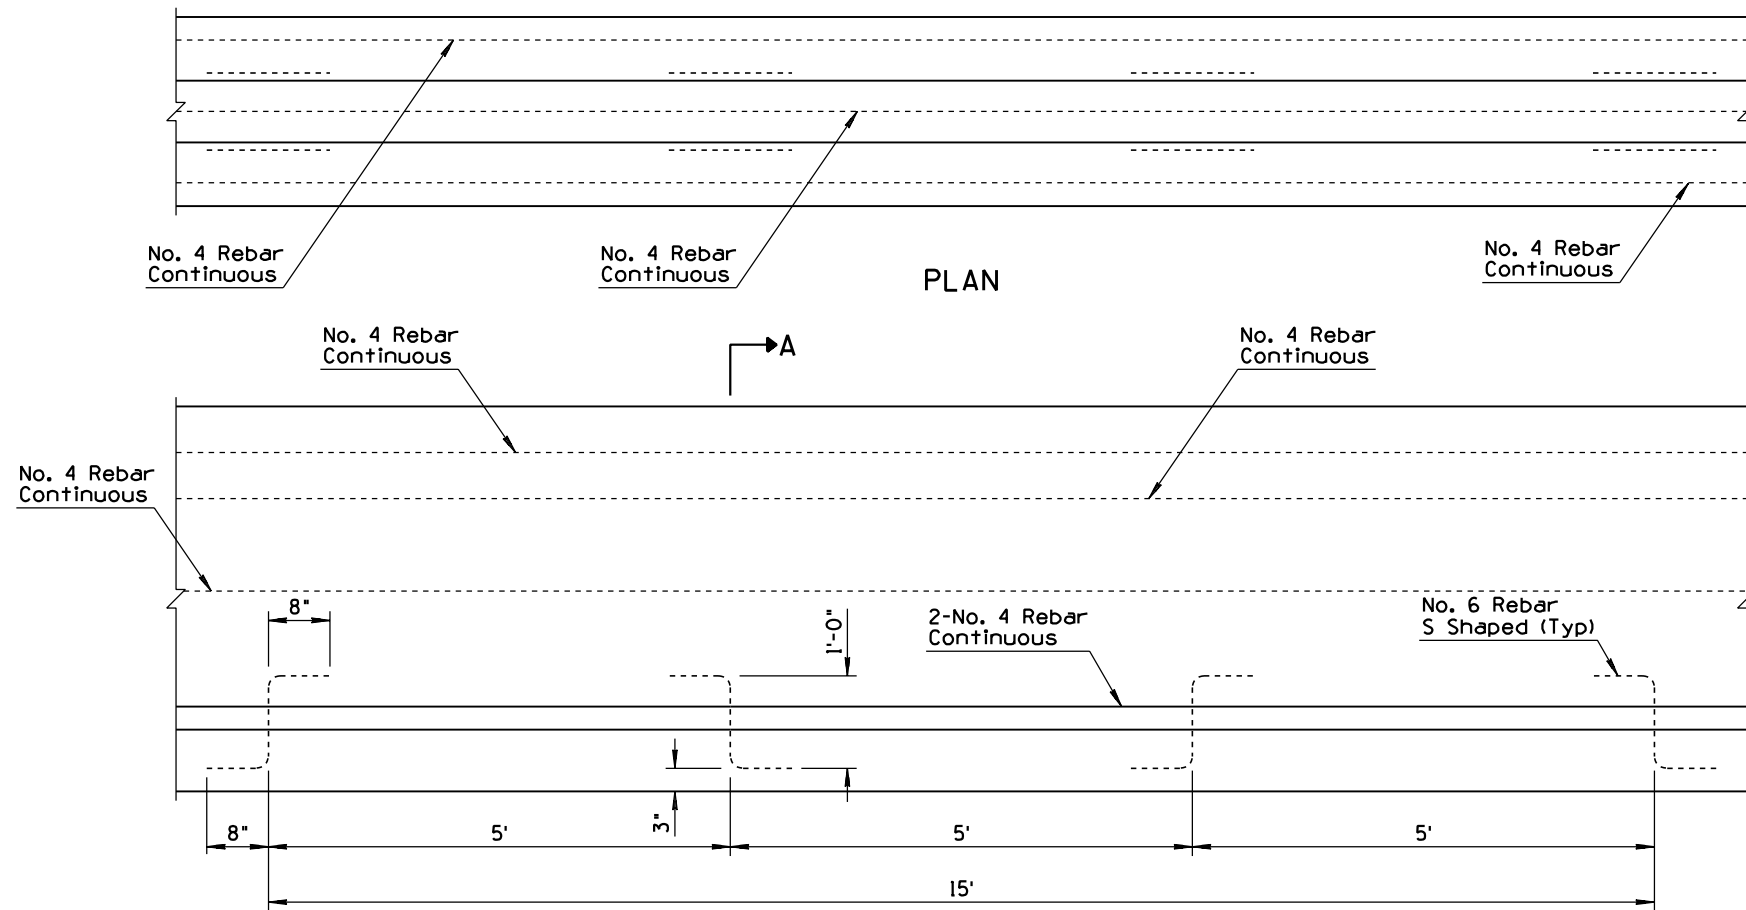 No. 4 Rebar
Continuous
No. 4 Rebar
Continuous
No. 4 Rebar
Continuous
PLAN
No. 4 Rebar
Continuous
A
No. 4 Rebar
Continuous
No. 4 Rebar
Continuous
8"
1'-0"
2-No. 4 Rebar
Continuous
No. 6 Rebar
S Shaped (Typ)
3"
8"
5'
5'
5'
15'